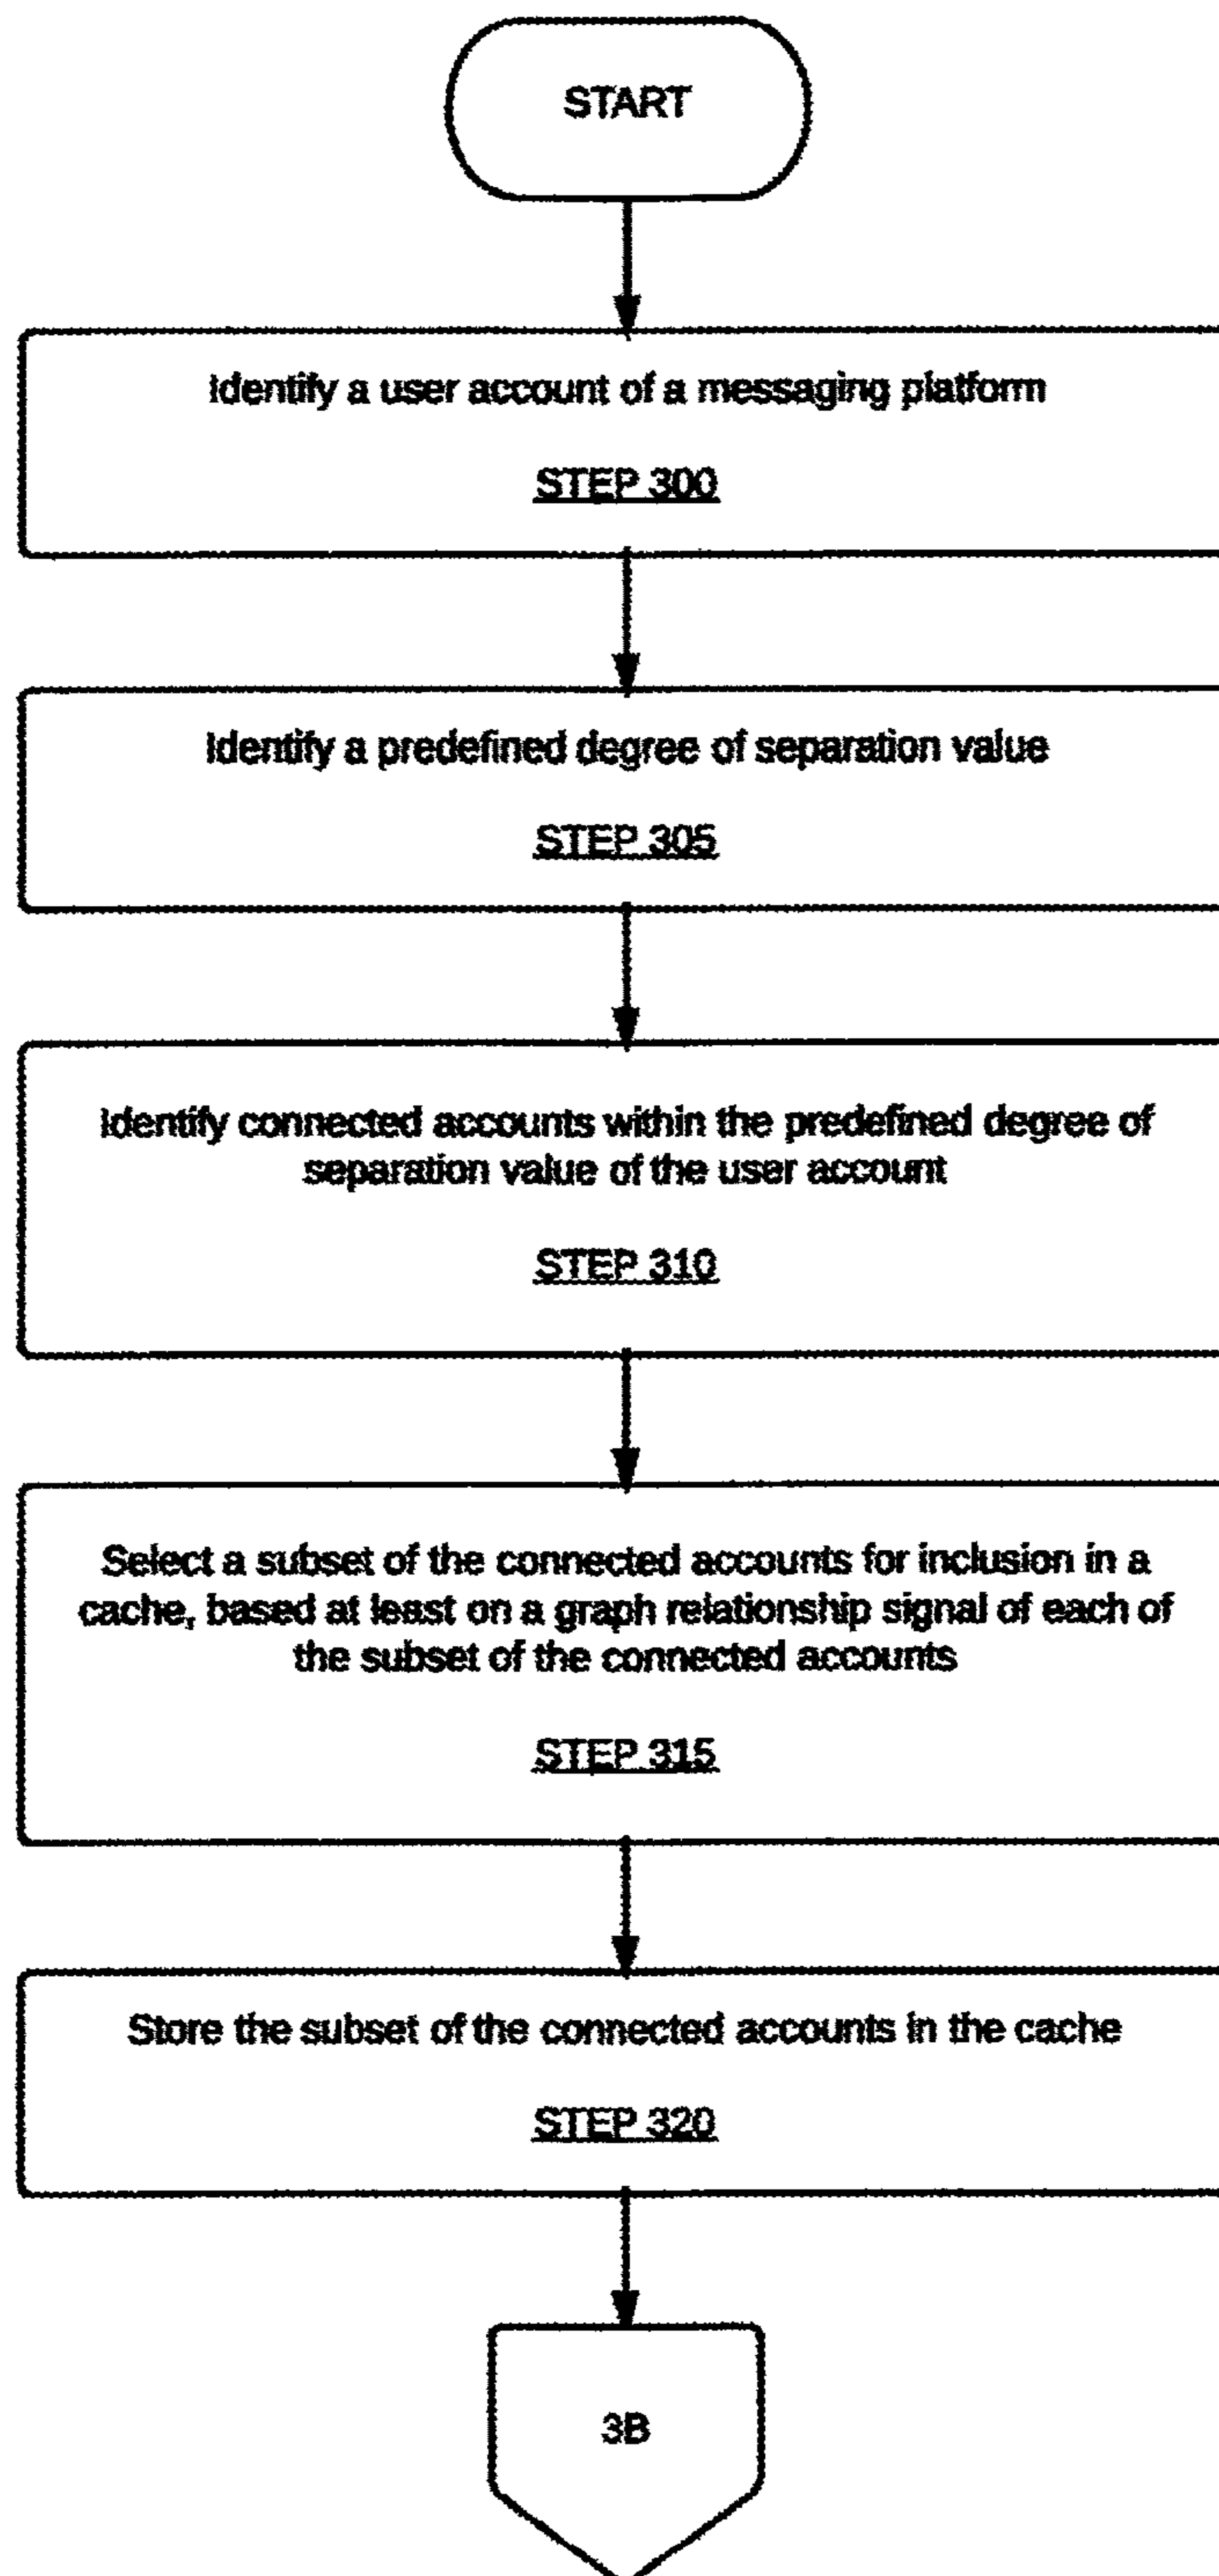 START
Identify a user account of a messaging platform
STEP 300
Identify a predefined degree of separation value
STEP 305
Identify connected accounts within the predefined degree of
separation value of the user account
STEP 310
Select a subset of the connected accounts for inclusion in a
cache, based at least on a graph relationship signal of each of
the subset of the connected accounts
STEP 315
Store the subset of the connected accounts in the cache
STEP 320
3B